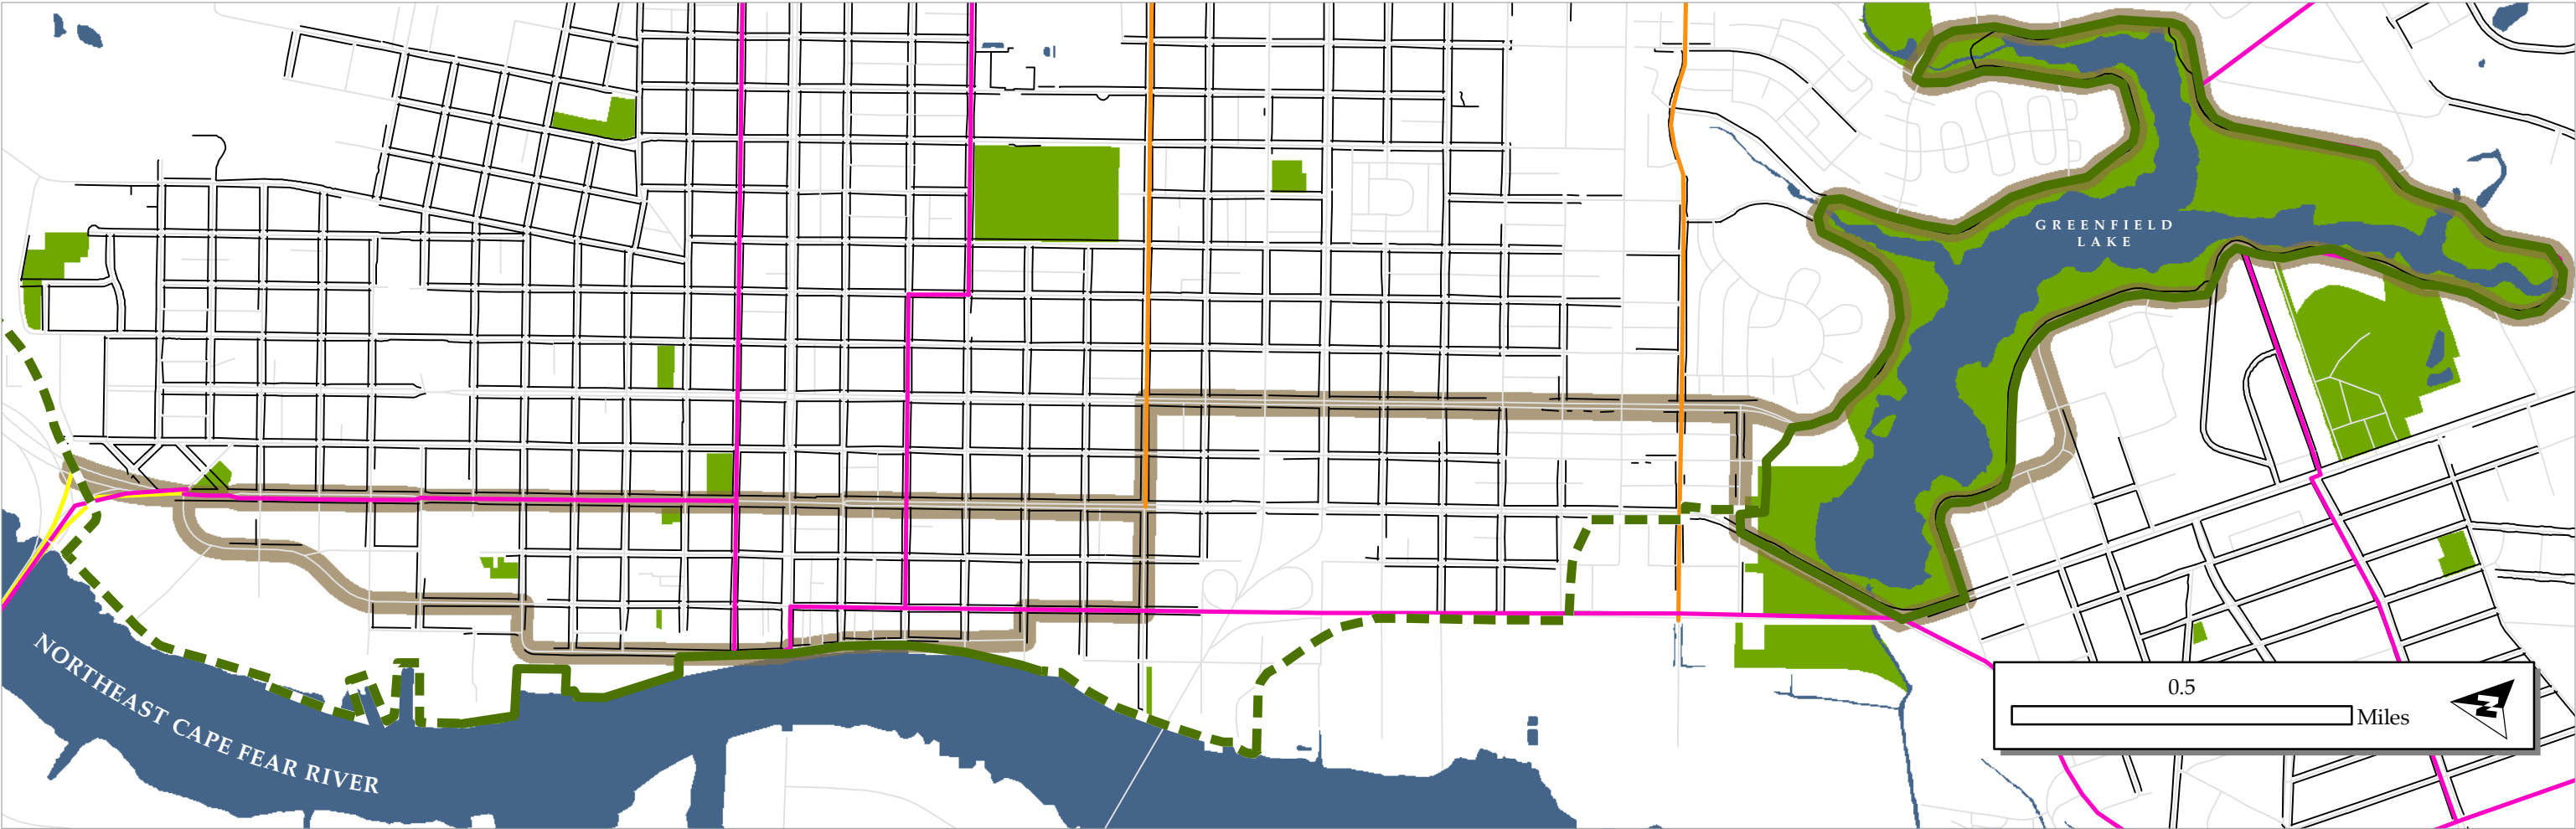 GREENFIELD
LAKE
NORTHEAST CAPE FEAR RIVER
0.5
Miles
N